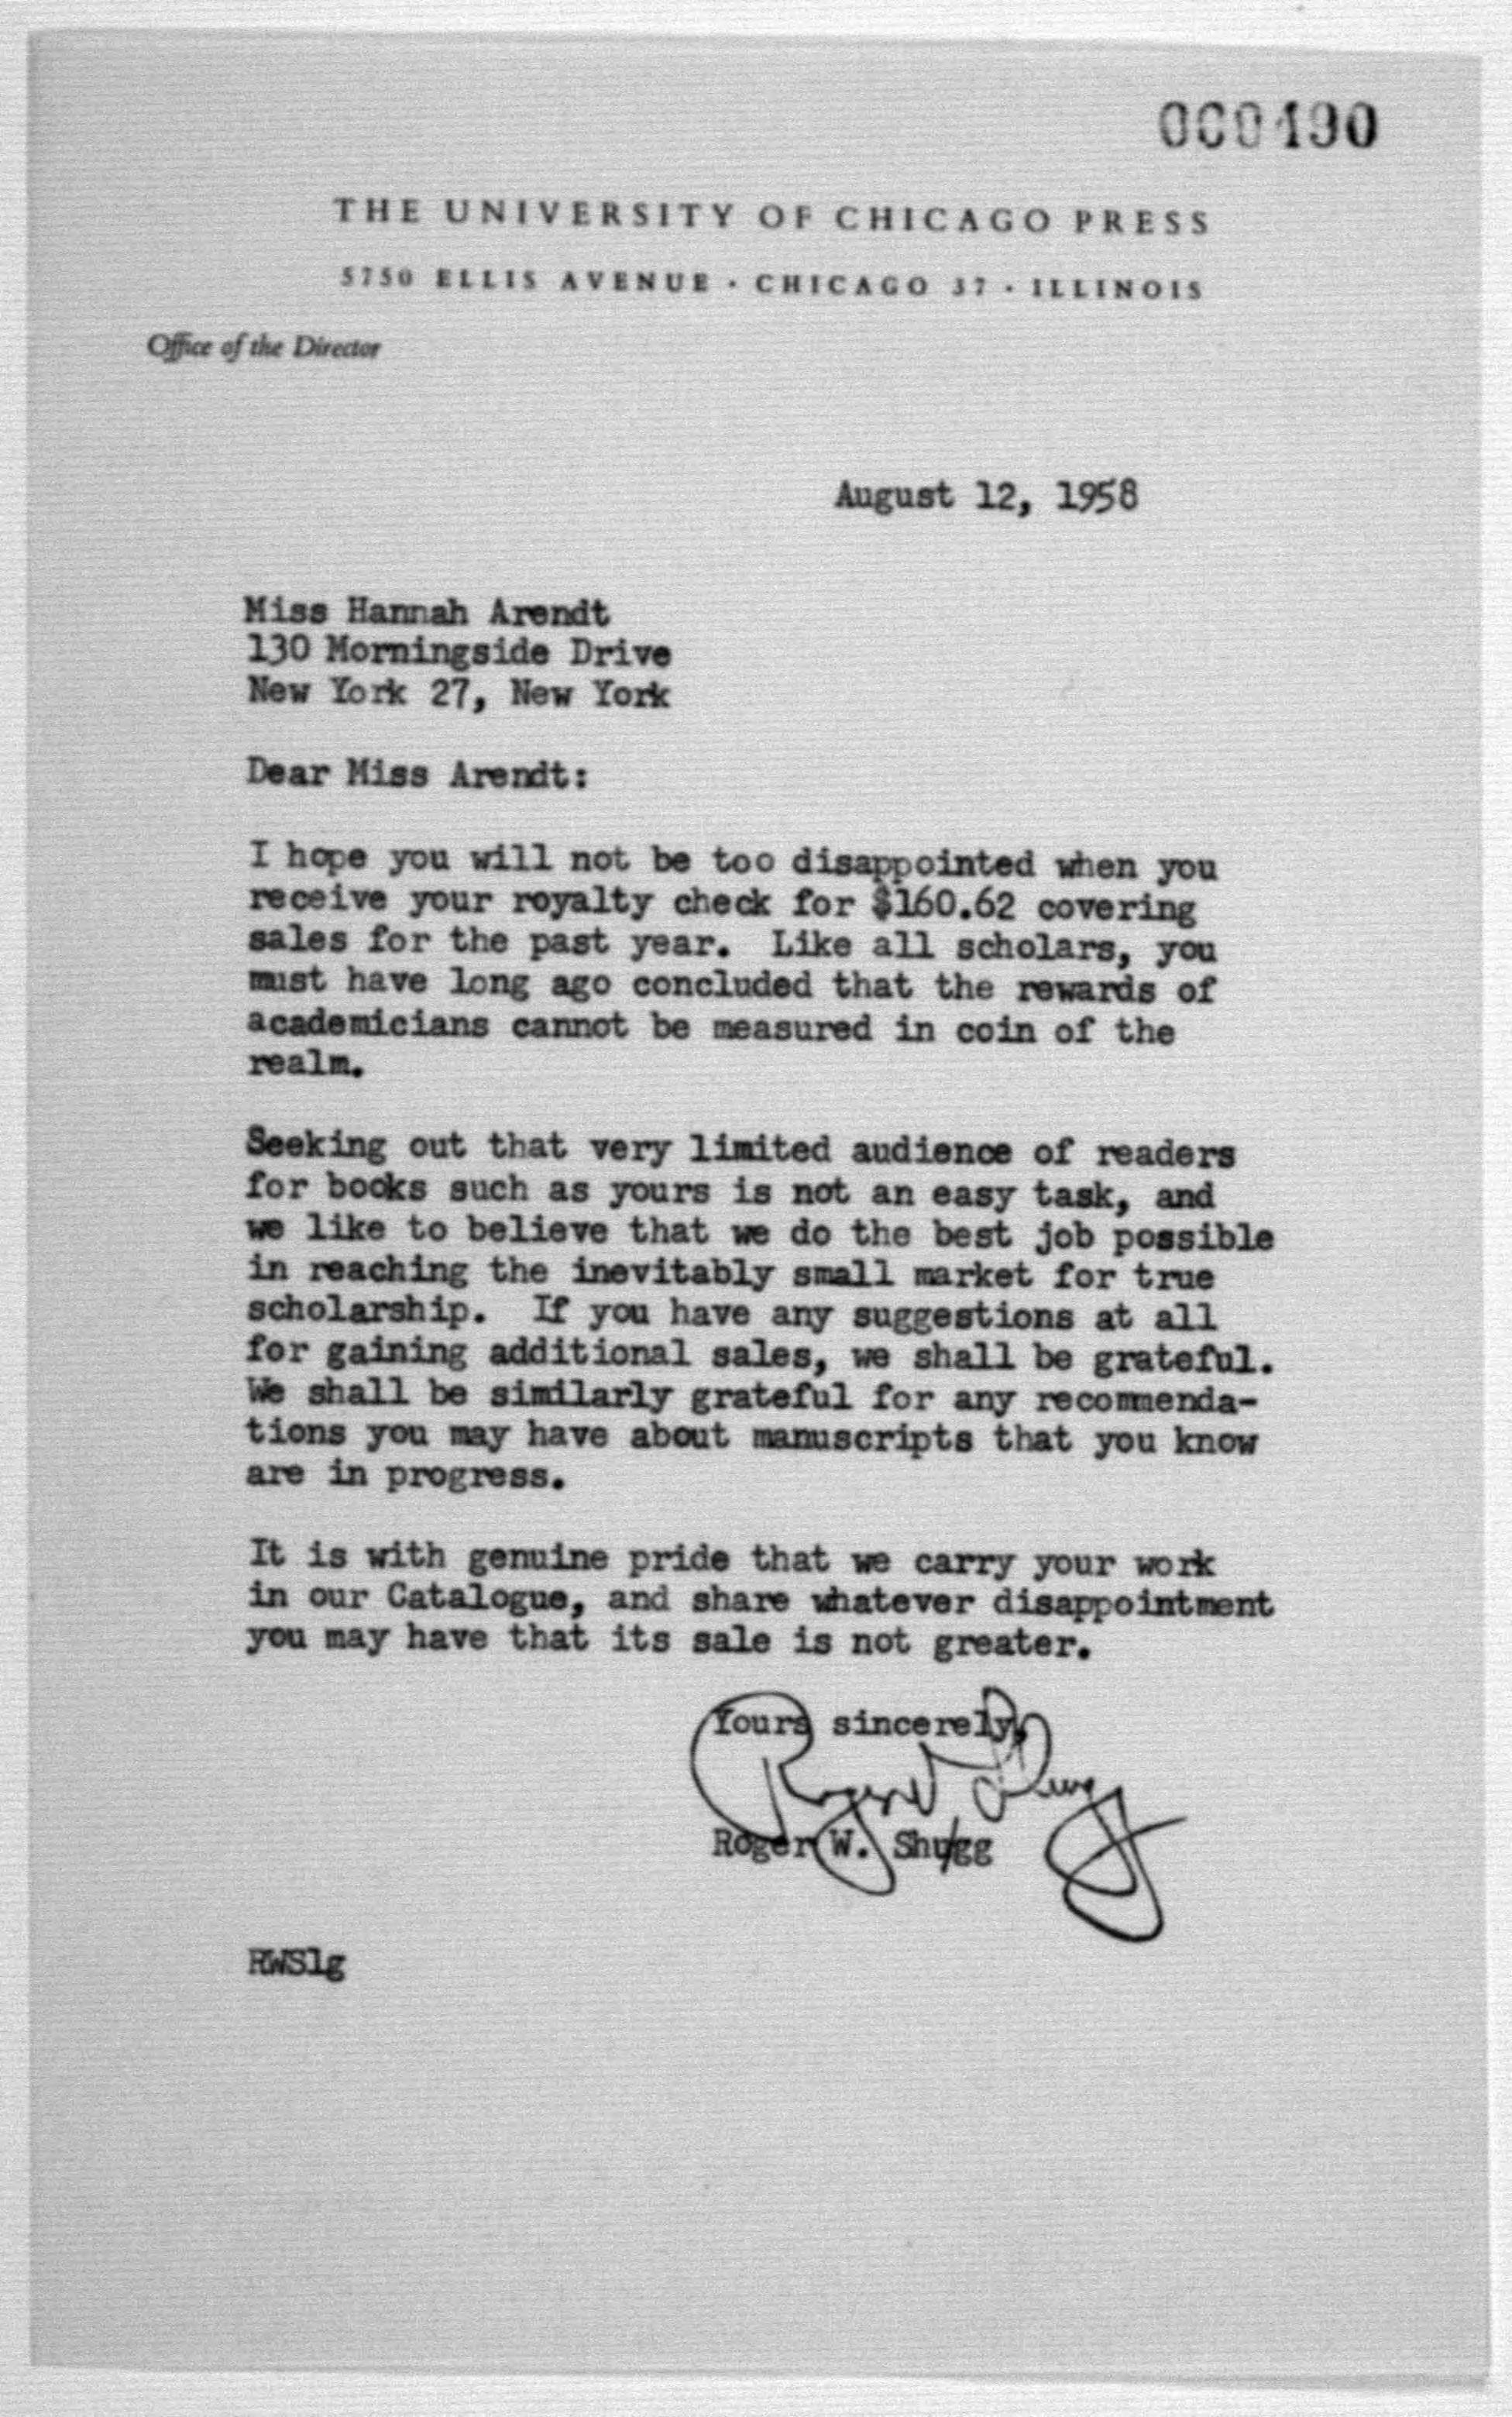 000490
THE UNIVERSITY OF CHICAGO PRESS
5750 ELLIS AVENUE · CHICAGO 37 · ILLINOIS
Office of the Director
August 12, 1958
Miss Hannah Arendt
130 Morningside Drive
New York 27, New York
Dear Miss Arendt:
I hope you will not be too disappointed when you
receive your royalty check for $160.62 covering
sales for the past year. Like all scholars, you
must have long ago concluded that the rewards of
academicians cannot be measured in coin of the
realm.
Seeking out that very limited audience of readers
for books such as yours is not an easy task, and
we like to believe that we do the best job possible
in reaching the inevitably small market for true
scholarship. If you have any suggestions at all
for gaining additional sales, we shall be grateful.
We shall be similarly grateful for any recommenda-
tions you may have about manuscripts that you know
are in progress.
It is with genuine pride that we carry your work
in our Catalogue, and share whatever disappointment
you may have that its sale is not greater.
Yours sincerely,
Roger W. Shugg
Roger W. Shugg
RWSlg